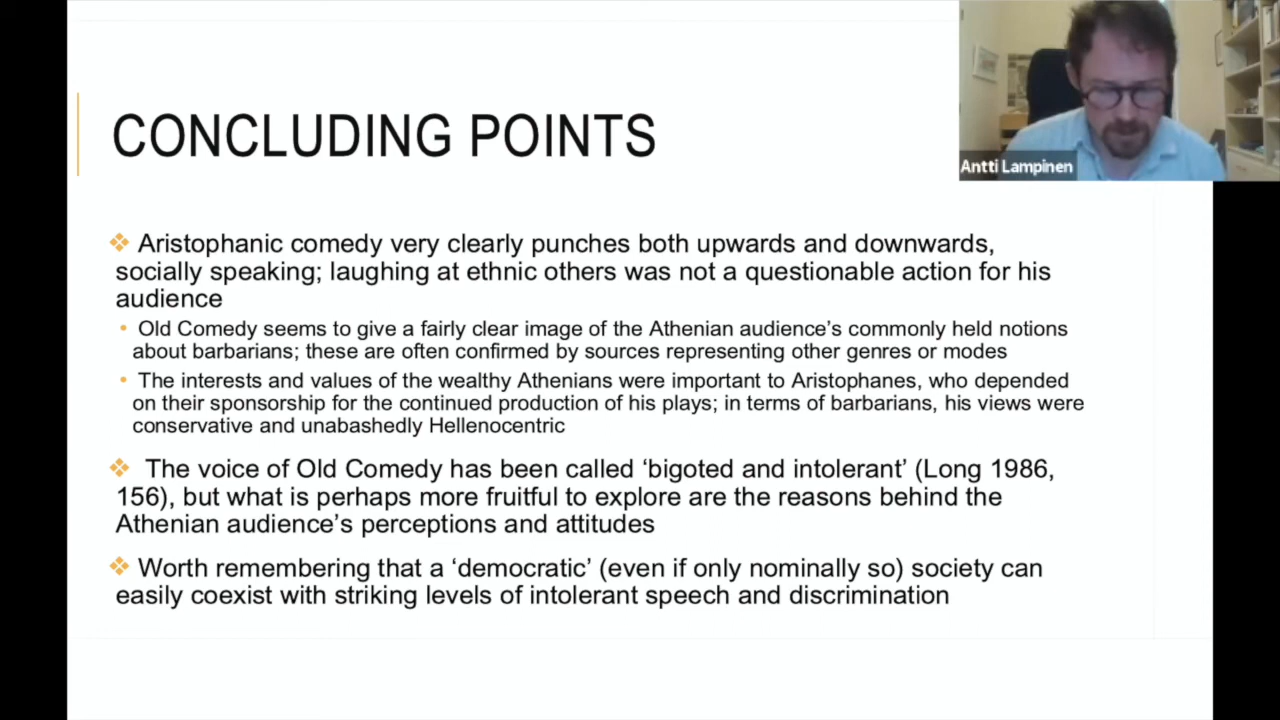 CONCLUDING POINTS
Antti Lampinen
❖ Aristophanic comedy very clearly punches both upwards and downwards,
socially speaking; laughing at ethnic others was not a questionable action for his
audience
• Old Comedy seems to give a fairly clear image of the Athenian audience’s commonly held notions
about barbarians; these are often confirmed by sources representing other genres or modes
• The interests and values of the wealthy Athenians were important to Aristophanes, who depended
on their sponsorship for the continued production of his plays; in terms of barbarians, his views were
conservative and unabashedly Hellenocentric
❖ The voice of Old Comedy has been called ‘bigoted and intolerant’ (Long 1986,
156), but what is perhaps more fruitful to explore are the reasons behind the
Athenian audience’s perceptions and attitudes
❖ Worth remembering that a ‘democratic’ (even if only nominally so) society can
easily coexist with striking levels of intolerant speech and discrimination